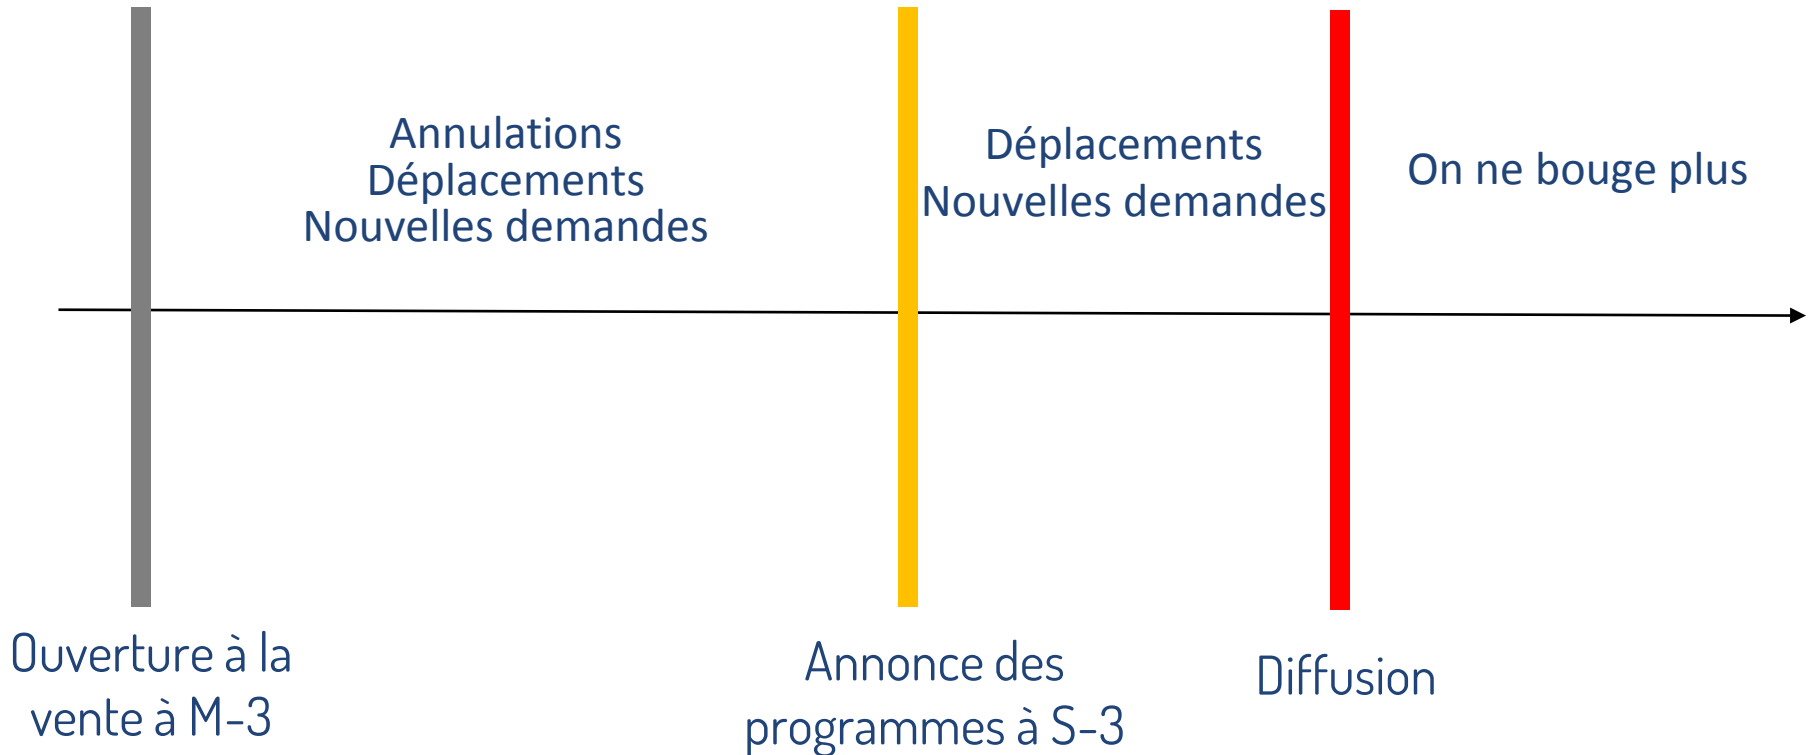 Annulations
Déplacements
Nouvelles demandes
Déplacements
Nouvelles demandes
On ne bouge plus
Ouverture à la
vente à M-3
Annonce des
programmes à S-3
Diffusion